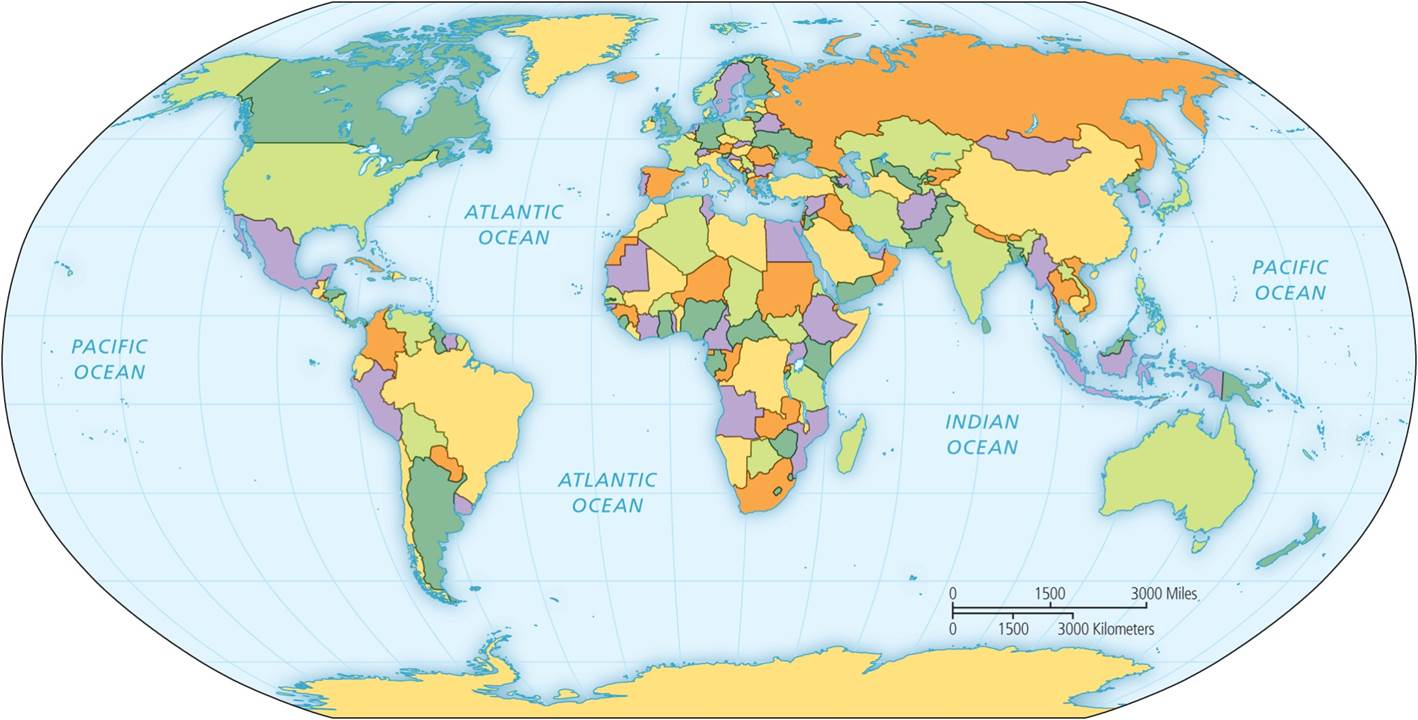 ATLANTIC
OCEAN
PACIFIC
OCEAN
PACIFIC
OCEAN
INDIAN
OCEAN
ATLANTIC
OCEAN
0 1500 3000 Miles
0 1500 3000 Kilometers